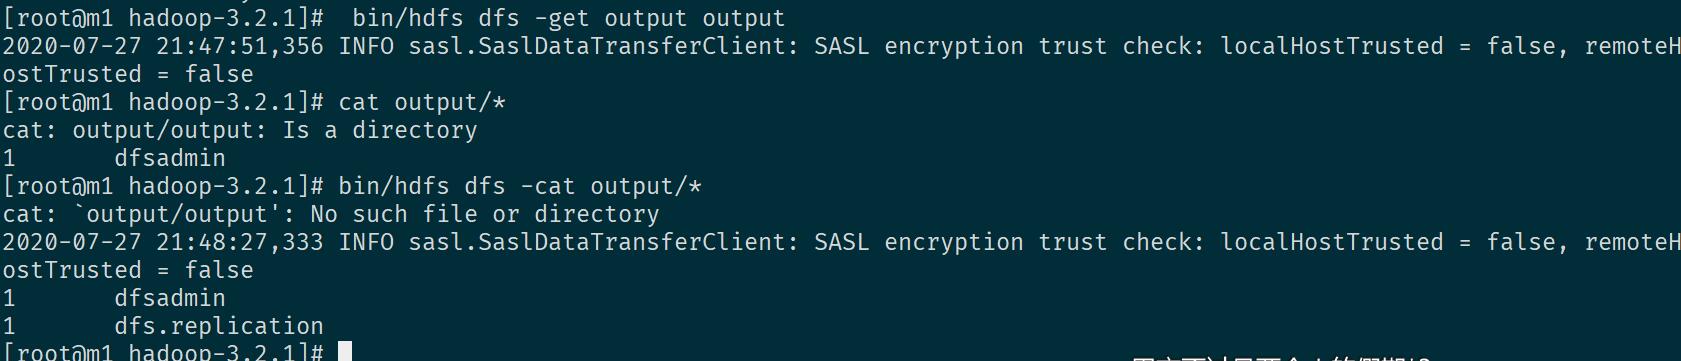 [root@m1 hadoop-3.2.1]#  bin/hdfs dfs -get output output
2020-07-27 21:47:51,356 INFO sasl.SaslDataTransferClient: SASL encryption trust check: localHostTrusted = false, remoteH
ostTrusted = false
[root@m1 hadoop-3.2.1]# cat output/*
cat: output/output: Is a directory
1       dfsadmin
[root@m1 hadoop-3.2.1]# bin/hdfs dfs -cat output/*
cat: `output/output': No such file or directory
2020-07-27 21:48:27,333 INFO sasl.SaslDataTransferClient: SASL encryption trust check: localHostTrusted = false, remoteH
ostTrusted = false
1       dfsadmin
1       dfs.replication
[root@m1 hadoop-3.2.1]#